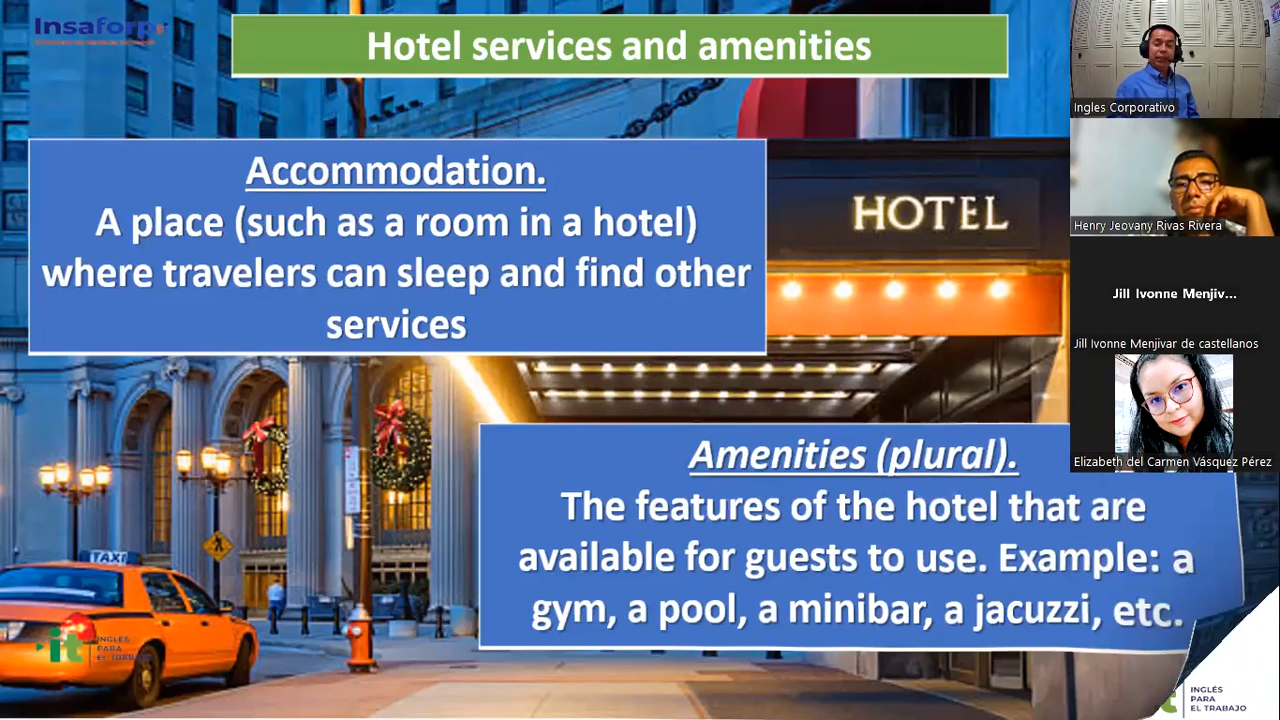 Insaforp
Hotel services and amenities
Accommodation.
A place (such as a room in a hotel)
where travelers can sleep and find other
services
HOTEL
Amenities (plural).
The features of the hotel that are
available for guests to use. Example: a
gym, a pool, a minibar, a jacuzzi, etc.
TAXI
it
INGLÉS
PARA
EL TRABAJO
INGLÉS
PARA
EL TRABAJO
Ingles Corporativo
Henry Jeovany Rivas Rivera
Jill Ivonne Menjiv...
Jill Ivonne Menjivar de castellanos
Elizabeth del Carmen Vásquez Pérez